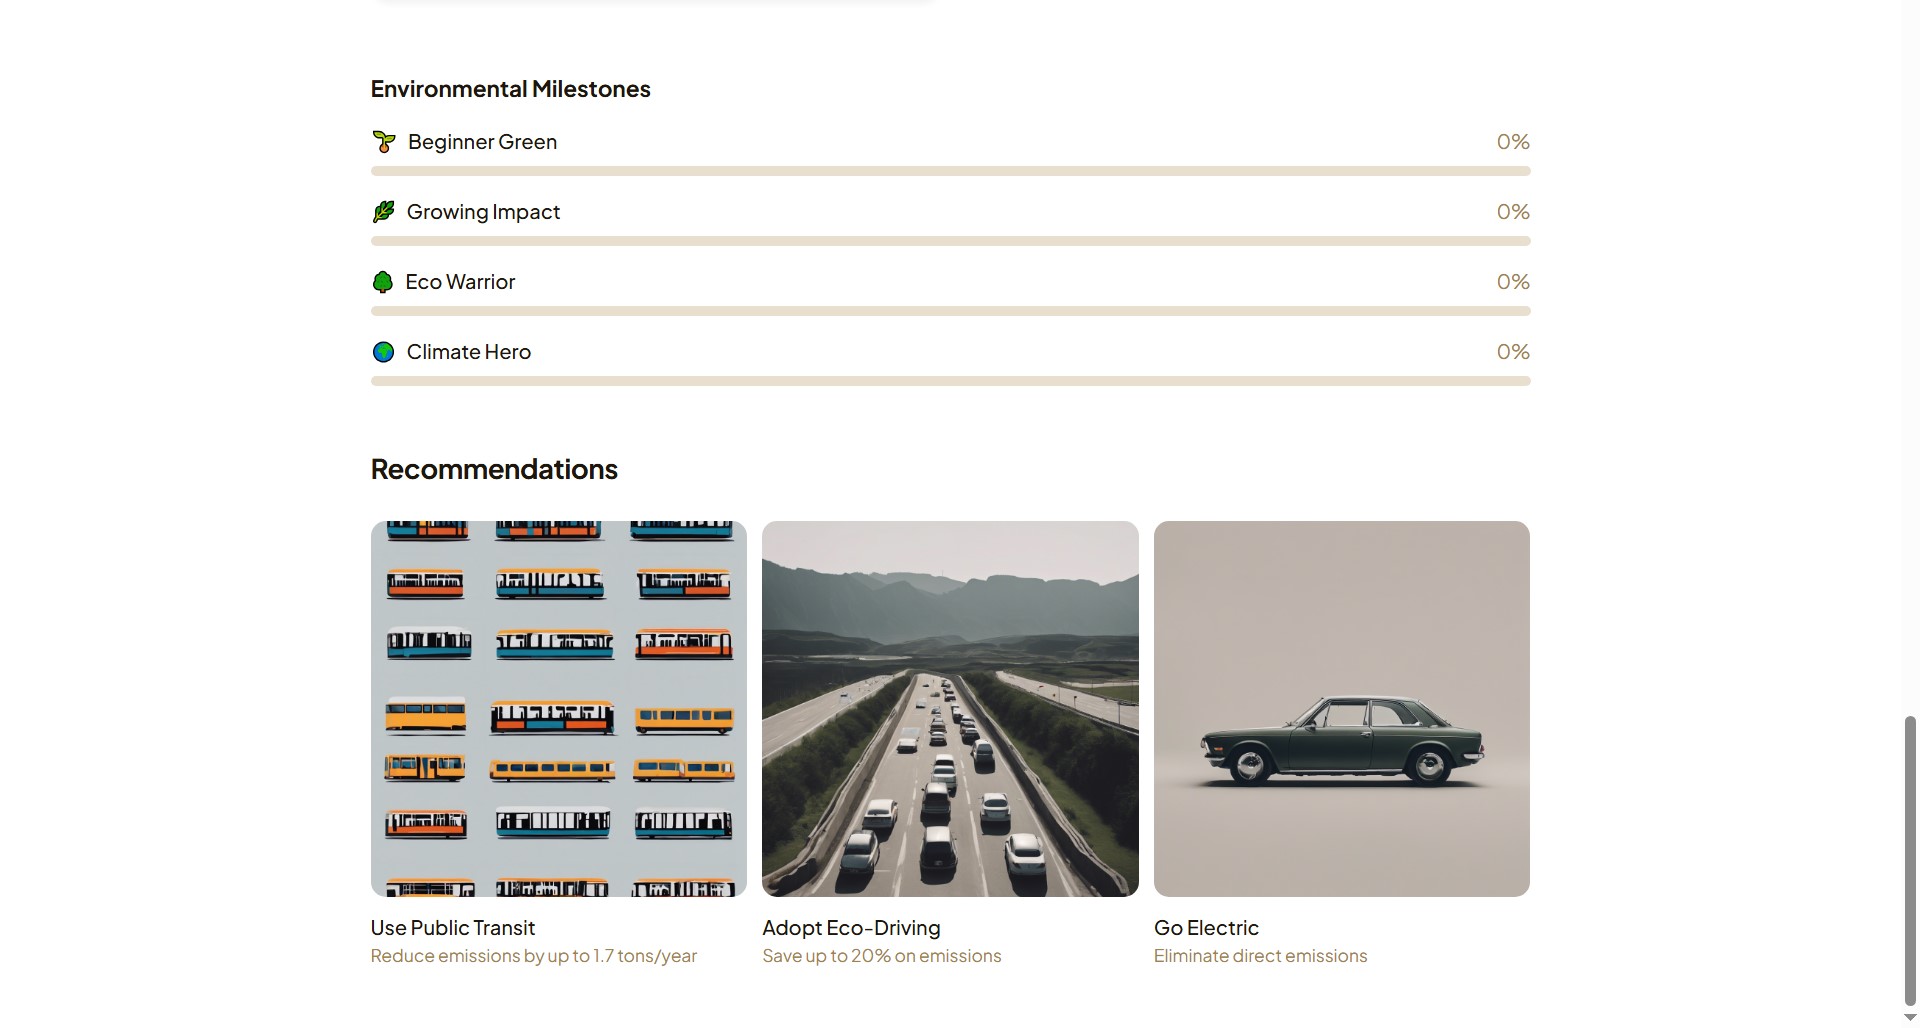 Environmental Milestones
Beginner Green 0%
Growing Impact 0%
Eco Warrior 0%
Climate Hero 0%
Recommendations
Use Public Transit
Reduce emissions by up to 1.7 tons/year
Adopt Eco-Driving
Save up to 20% on emissions
Go Electric
Eliminate direct emissions